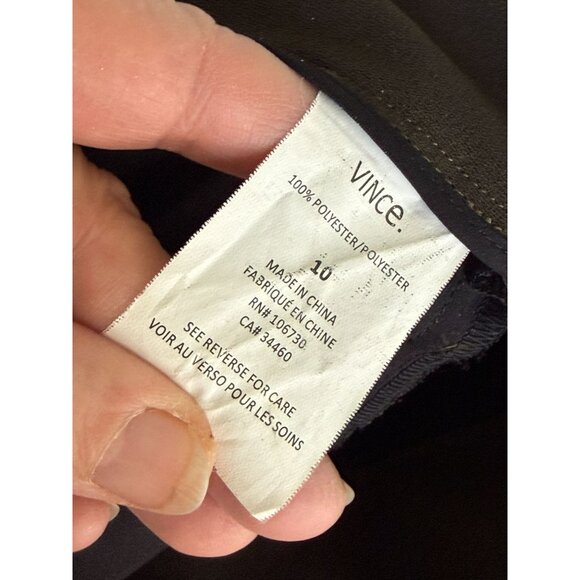 VINCe.
100% POLYESTER/POLYESTER
10
MADE IN CHINA
FABRIQUÉ EN CHINE
RN# 106730
CA# 34460
SEE REVERSE FOR CARE
VOIR AU VERSO POUR LES SOINS